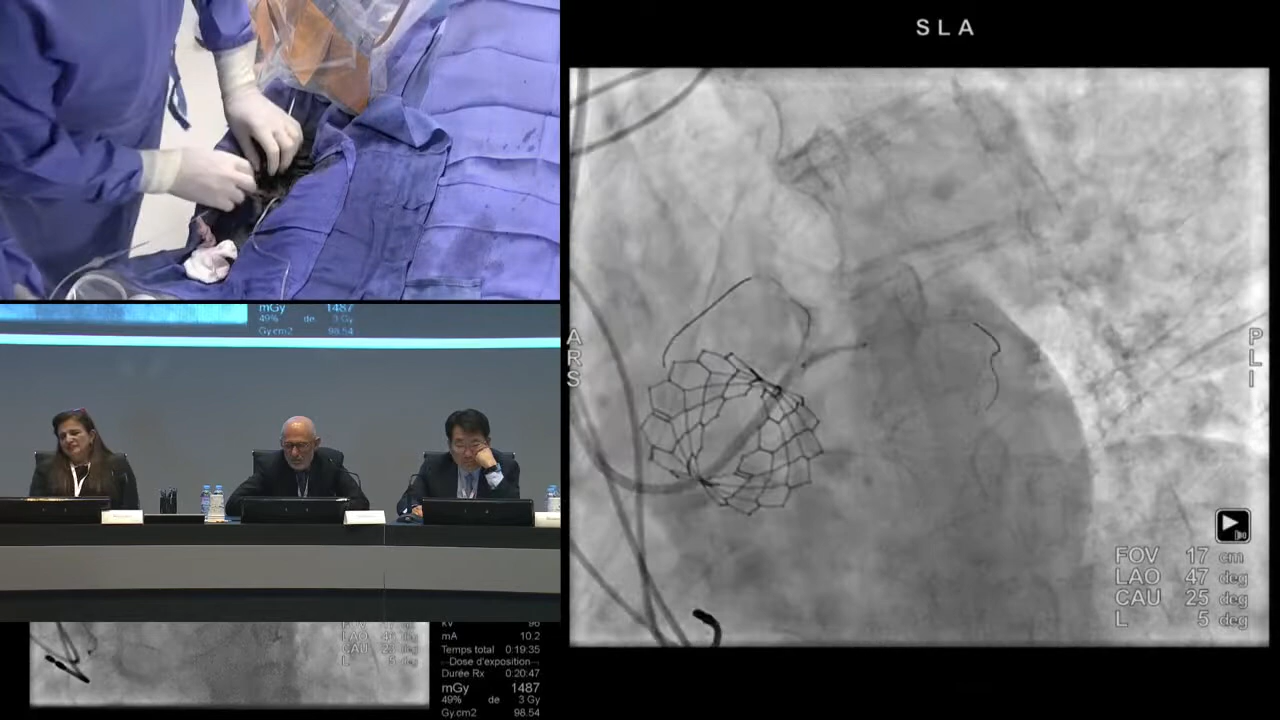 SLA
A
R
S
P
L
I
FOV 17 cm
LAO 47 deg
CAU 25 deg
L 5 deg
mGy 1487
49% de 3 Gy
Gy.cm2 98.54
kV 96
mA 10.2
Temps total 0:19:35
Dose d'exposition
Durée Rx 0:20:47
mGy 1487
49% de 3 Gy
Gy.cm2 98.54